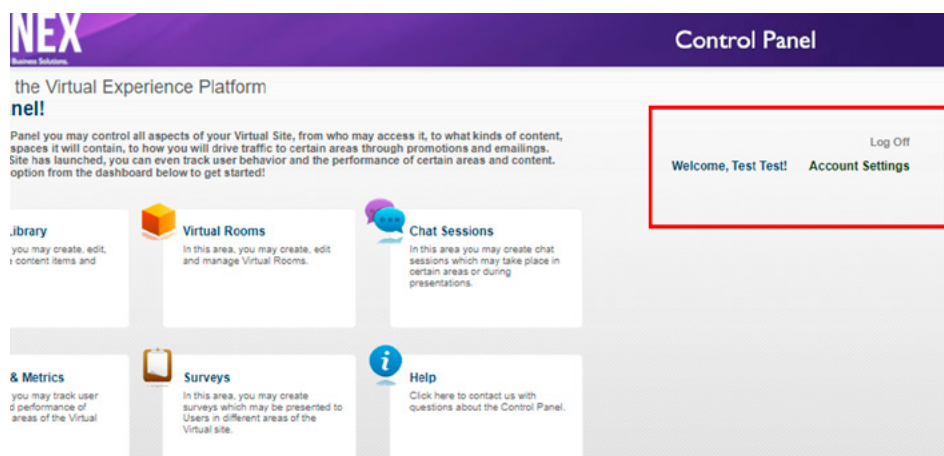 NEX
Business Solutions.
Control Panel
the Virtual Experience Platform
nel!
Panel you may control all aspects of your Virtual Site, from who may access it, to what kinds of content,
spaces it will contain, to how you will drive traffic to certain areas through promotions and emailings.
Site has launched, you can even track user behavior and the performance of certain areas and content.
option from the dashboard below to get started!
Log Off
Welcome, Test Test!
Account Settings
Library
you may create, edit,
content items and
Virtual Rooms
In this area, you may create, edit
and manage Virtual Rooms.
Chat Sessions
In this area you may create chat
sessions which may take place in
certain areas or during
presentations.
& Metrics
you may track user
performance of
areas of the Virtual
Surveys
In this area, you may create
surveys which may be presented to
Users in different areas of the
Virtual site.
Help
Click here to contact us with
questions about the Control Panel.